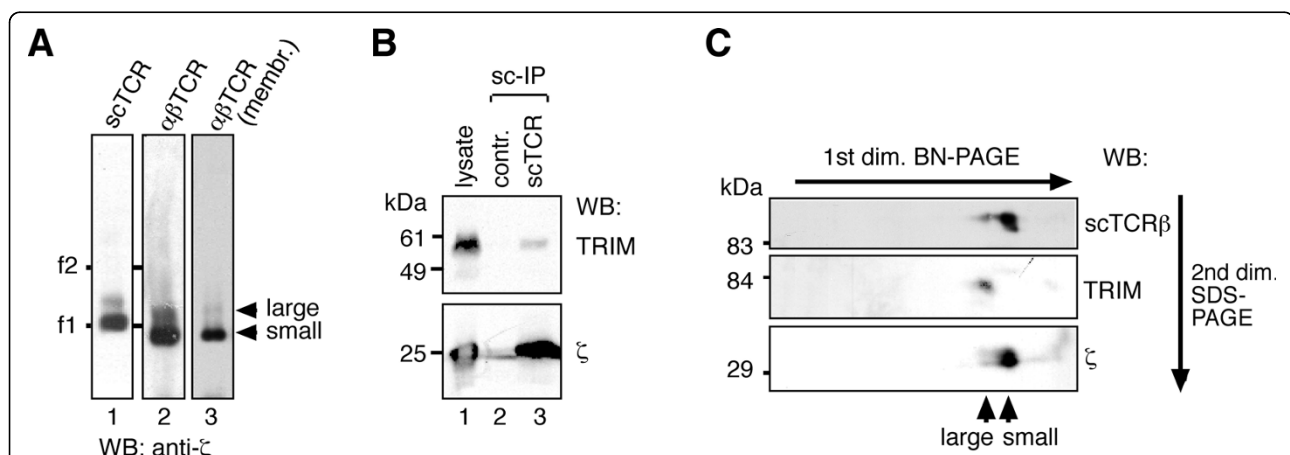 A
scTCR
αβTCR
αβTCR
(membr.)
f2
f1
large
small
1 2 3
WB: anti-ζ
B
sc-IP
lysate
contr.
scTCR
kDa
WB:
61
TRIM
49
25
ζ
1 2 3
C
1st dim. BN-PAGE
WB:
kDa
scTCRβ
83
84
TRIM
2nd dim.
SDS-
PAGE
29
ζ
large small